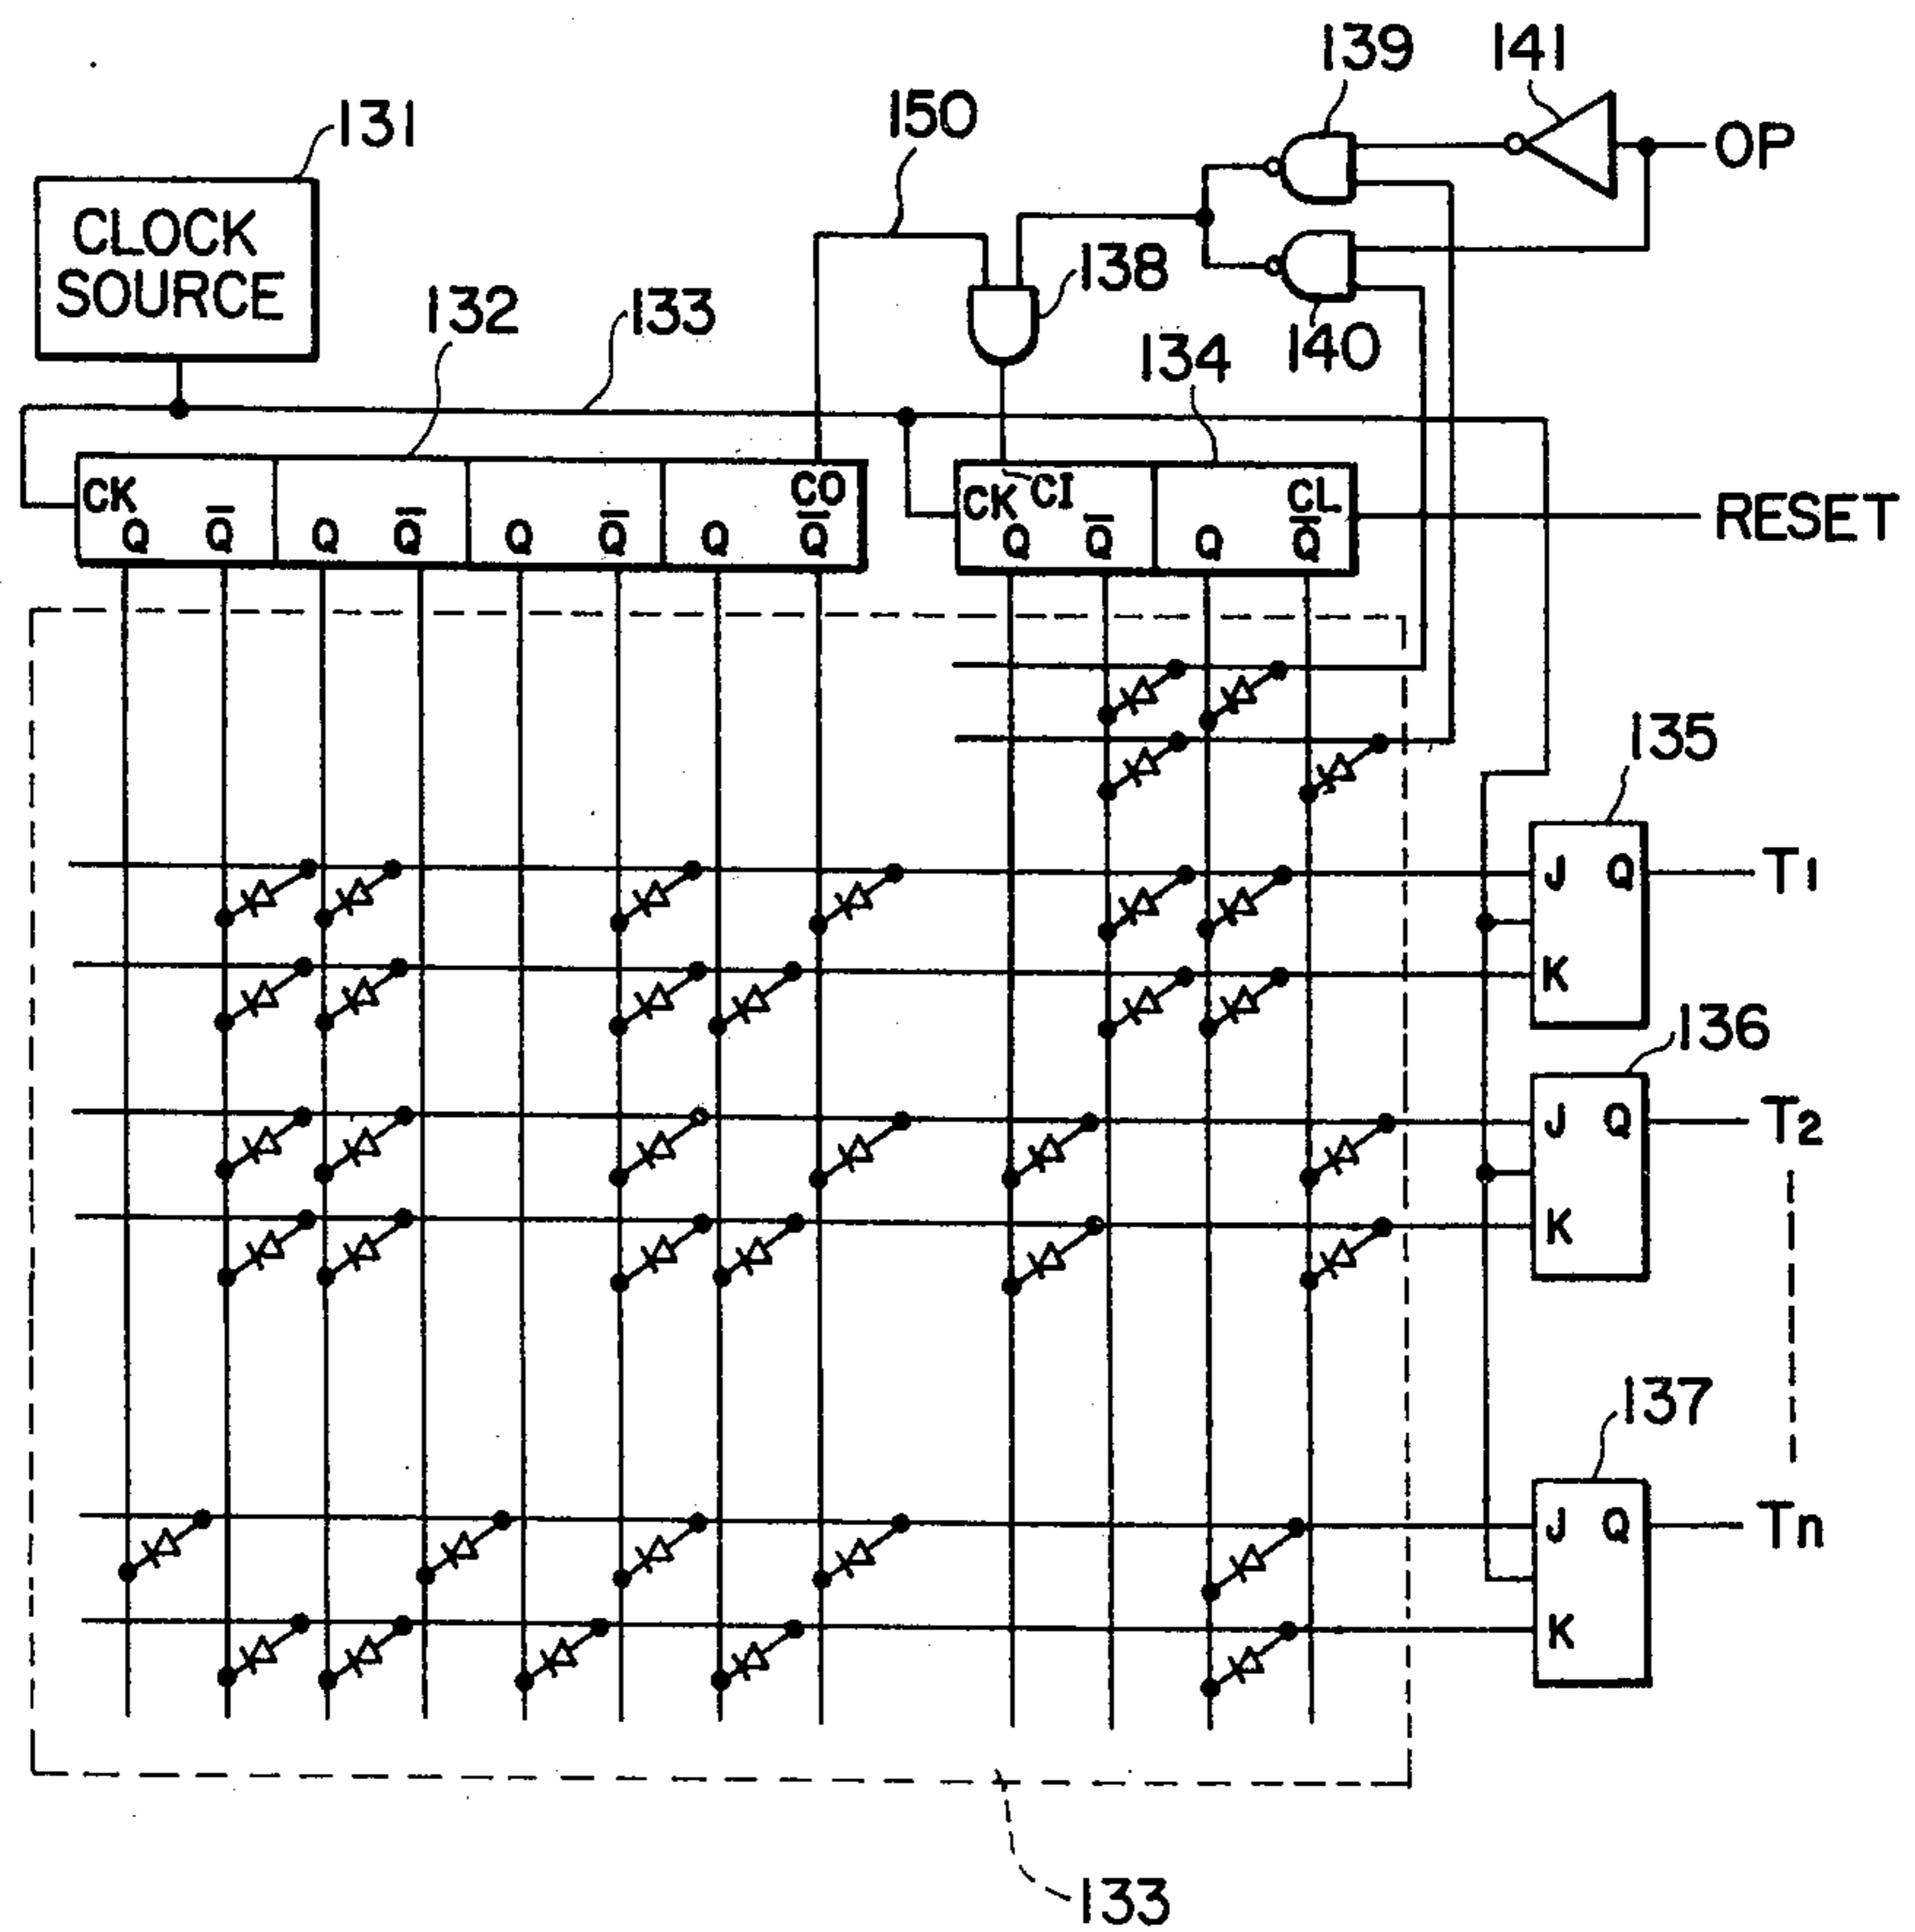 139
141
OP
150
131
CLOCK
SOURCE
132
133
138
140
134
CK
Q
Q̅
Q
Q̅
Q
Q̅
Q
CO
Q̅
CK
CI
Q
Q̅
Q
CL
Q̅
RESET
135
J
Q
T1
K
136
J
Q
T2
K
137
J
Q
Tn
K
133